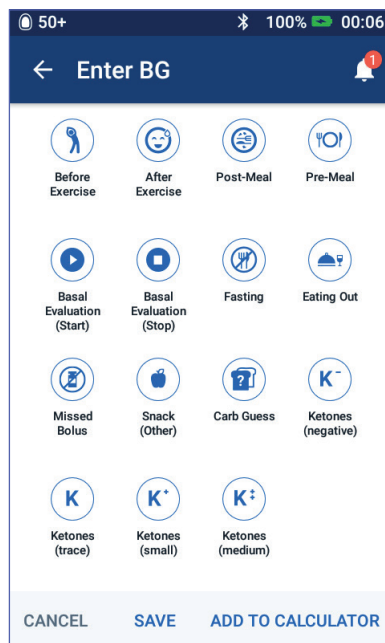 50+ 100% 00:06
Enter BG 1
Before Exercise
After Exercise
Post-Meal
Pre-Meal
Basal Evaluation (Start)
Basal Evaluation (Stop)
Fasting
Eating Out
Missed Bolus
Snack (Other)
?
Carb Guess
K-
Ketones (negative)
K
Ketones (trace)
K+
Ketones (small)
K‡
Ketones (medium)
CANCEL SAVE ADD TO CALCULATOR